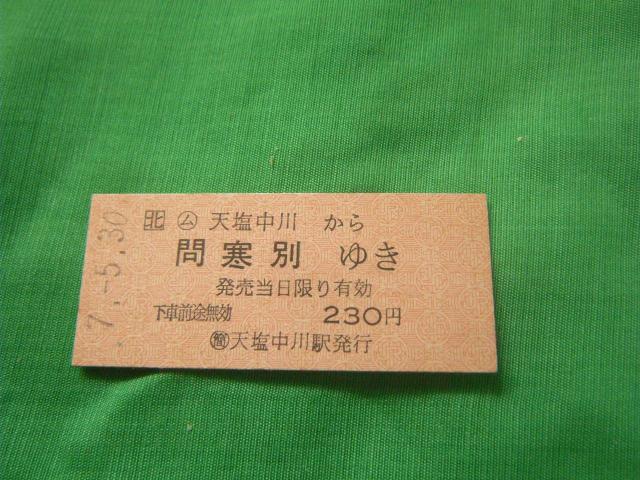 北 ム 天塩中川 から
問寒別 ゆき
発売当日限り有効
下車前途無効 230円
簡 天塩中川駅発行
7.-5.30